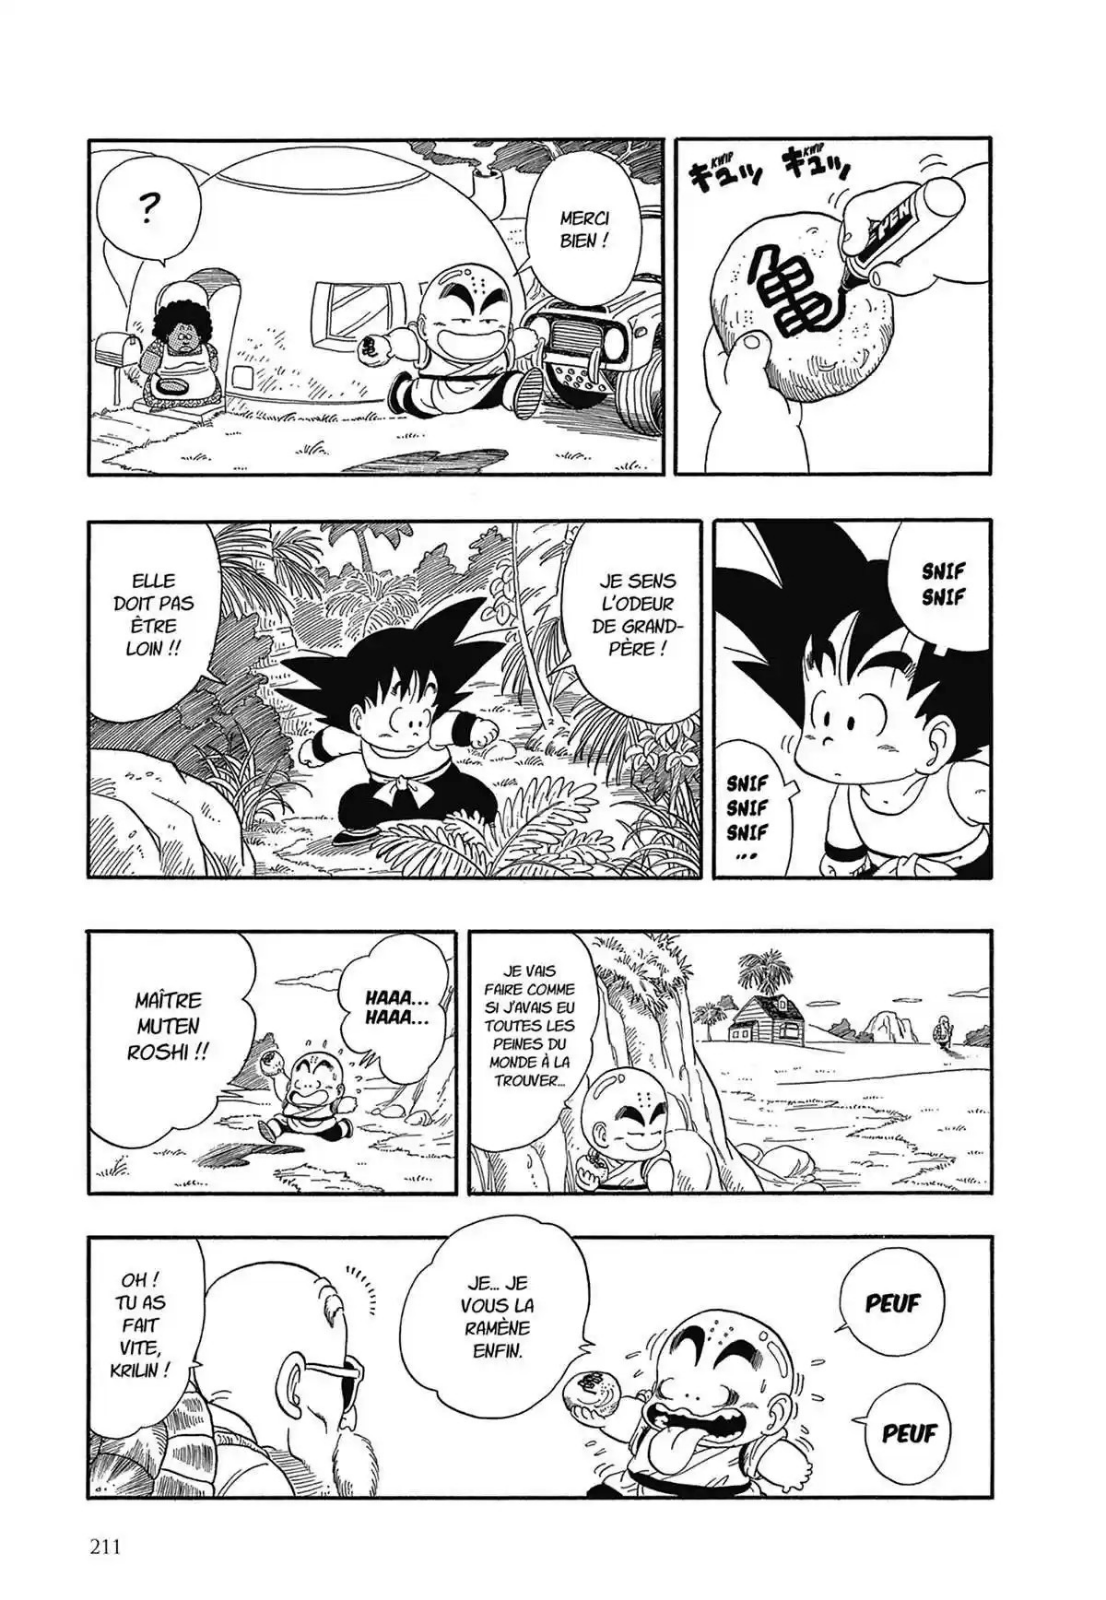 KWIP
キュッ
KWIP
キュッ
亀
MERCI
BIEN !
?
SNIF
SNIF
SNIF
SNIF
SNIF
...
JE SENS
L'ODEUR
DE GRAND-
PÈRE !
ELLE
DOIT PAS
ÊTRE
LOIN !!
JE VAIS
FAIRE COMME
SI J'AVAIS EU
TOUTES LES
PEINES DU
MONDE À LA
TROUVER...
HAAA...
HAAA...
MAÎTRE
MUTEN
ROSHI !!
PEUF
PEUF
JE... JE
VOUS LA
RAMÈNE
ENFIN.
OH !
TU AS
FAIT
VITE,
KRILIN !
211